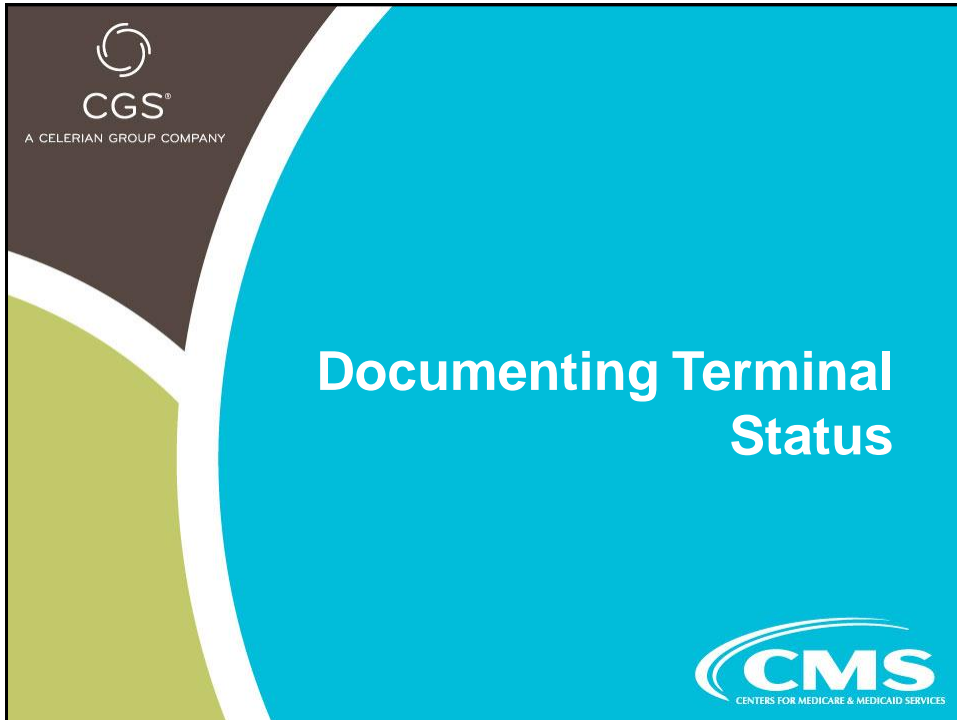 CGS®
A CELERIAN GROUP COMPANY
Documenting Terminal
Status
CMS
CENTERS FOR MEDICARE & MEDICAID SERVICES